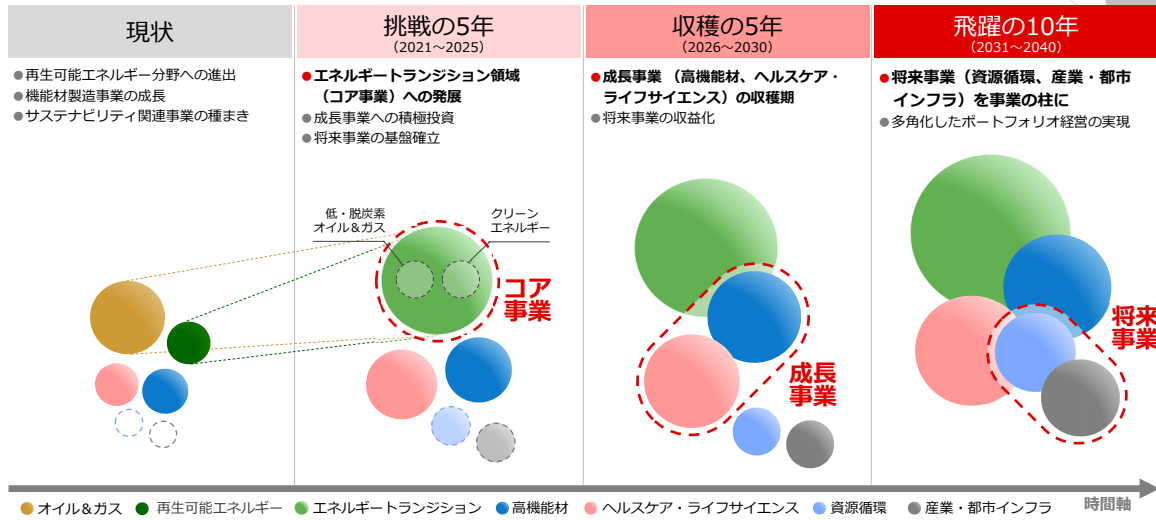 現状
●再生可能エネルギー分野への進出
●機能材製造事業の成長
●サステナビリティ関連事業の種まき
挑戦の5年
(2021～2025)
●エネルギートランジション領域
(コア事業) への発展
●成長事業への積極投資
●将来事業の基盤確立
低・脱炭素
オイル&ガス
クリーン
エネルギー
コア
事業
収穫の5年
(2026～2030)
●成長事業 (高機能材、ヘルスケア・
ライフサイエンス) の収穫期
●将来事業の収益化
成長
事業
飛躍の10年
(2031～2040)
●将来事業 (資源循環、産業・都市
インフラ) を事業の柱に
●多角化したポートフォリオ経営の実現
将来
事業
●オイル&ガス ●再生可能エネルギー ●エネルギートランジション ●高機能材 ●ヘルスケア・ライフサイエンス ●資源循環 ●産業・都市インフラ
時間軸